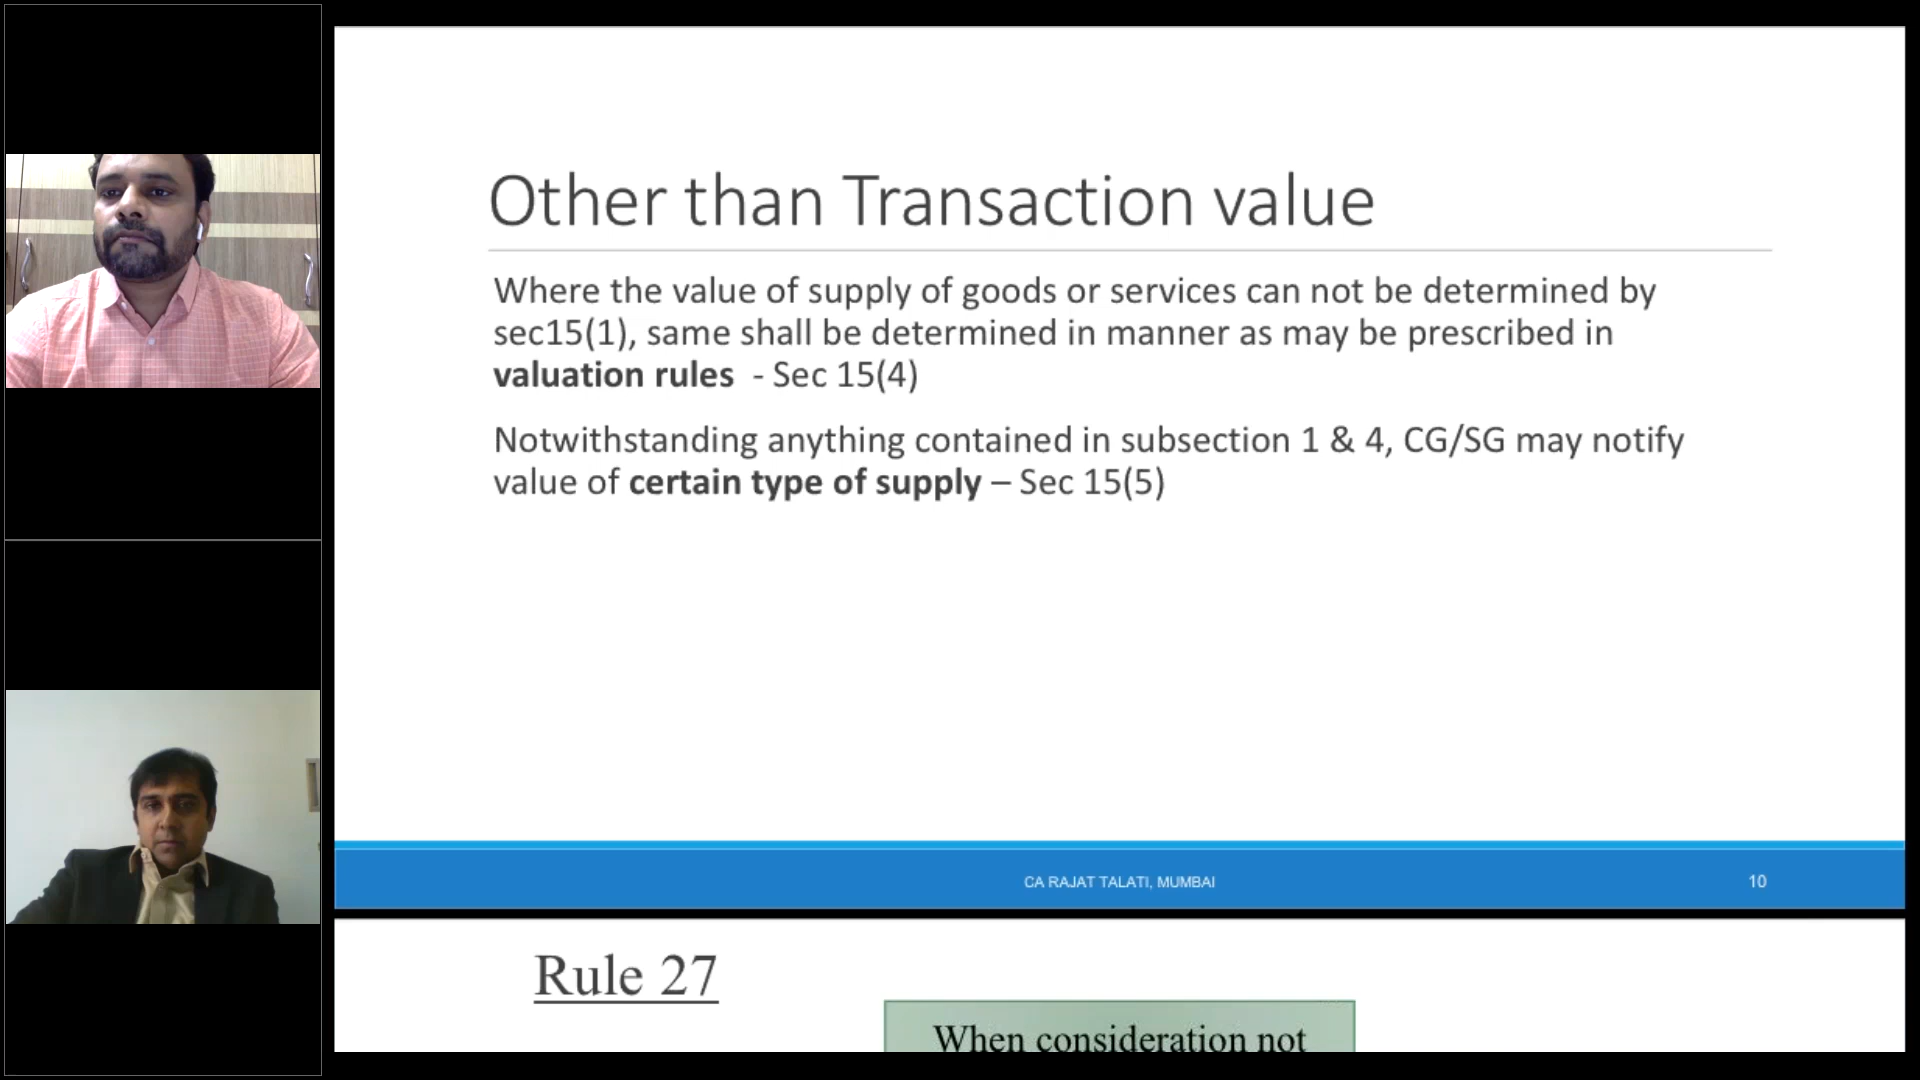 Other than Transaction value
Where the value of supply of goods or services can not be determined by
sec15(1), same shall be determined in manner as may be prescribed in
valuation rules - Sec 15(4)
Notwithstanding anything contained in subsection 1 & 4, CG/SG may notify
value of certain type of supply – Sec 15(5)
CA RAJAT TALATI, MUMBAI
10
Rule 27
When consideration not